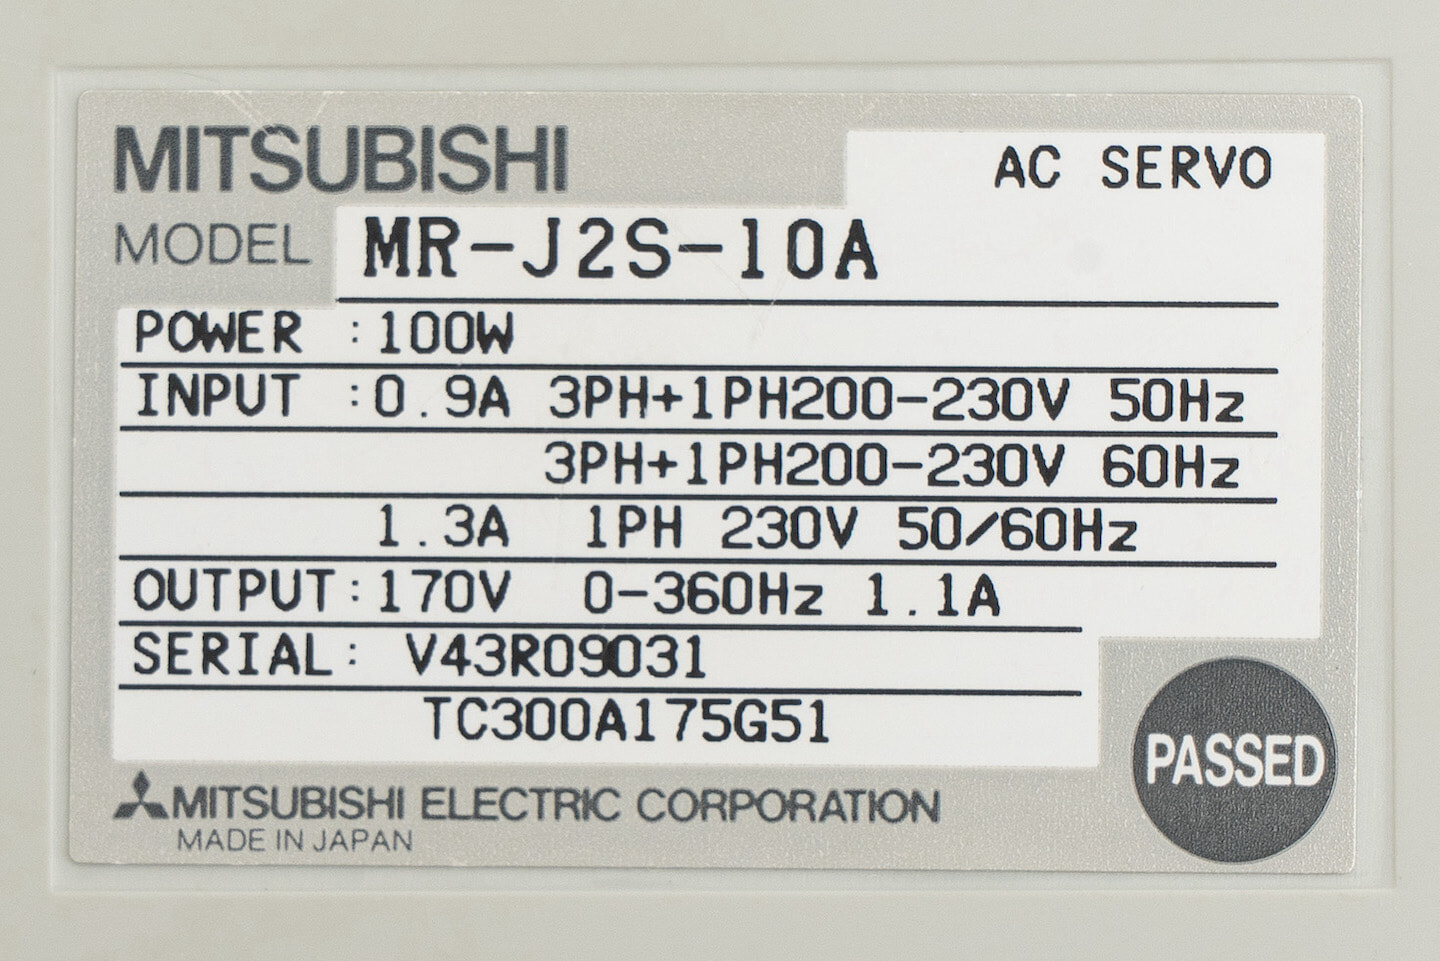 MITSUBISHI
AC SERVO
MODEL MR-J2S-10A
POWER :100W
INPUT :0.9A 3PH+1PH200-230V 50Hz
3PH+1PH200-230V 60Hz
1.3A 1PH 230V 50/60Hz
OUTPUT:170V 0-360Hz 1.1A
SERIAL: V43R09031
TC300A175G51
PASSED
MITSUBISHI ELECTRIC CORPORATION
MADE IN JAPAN